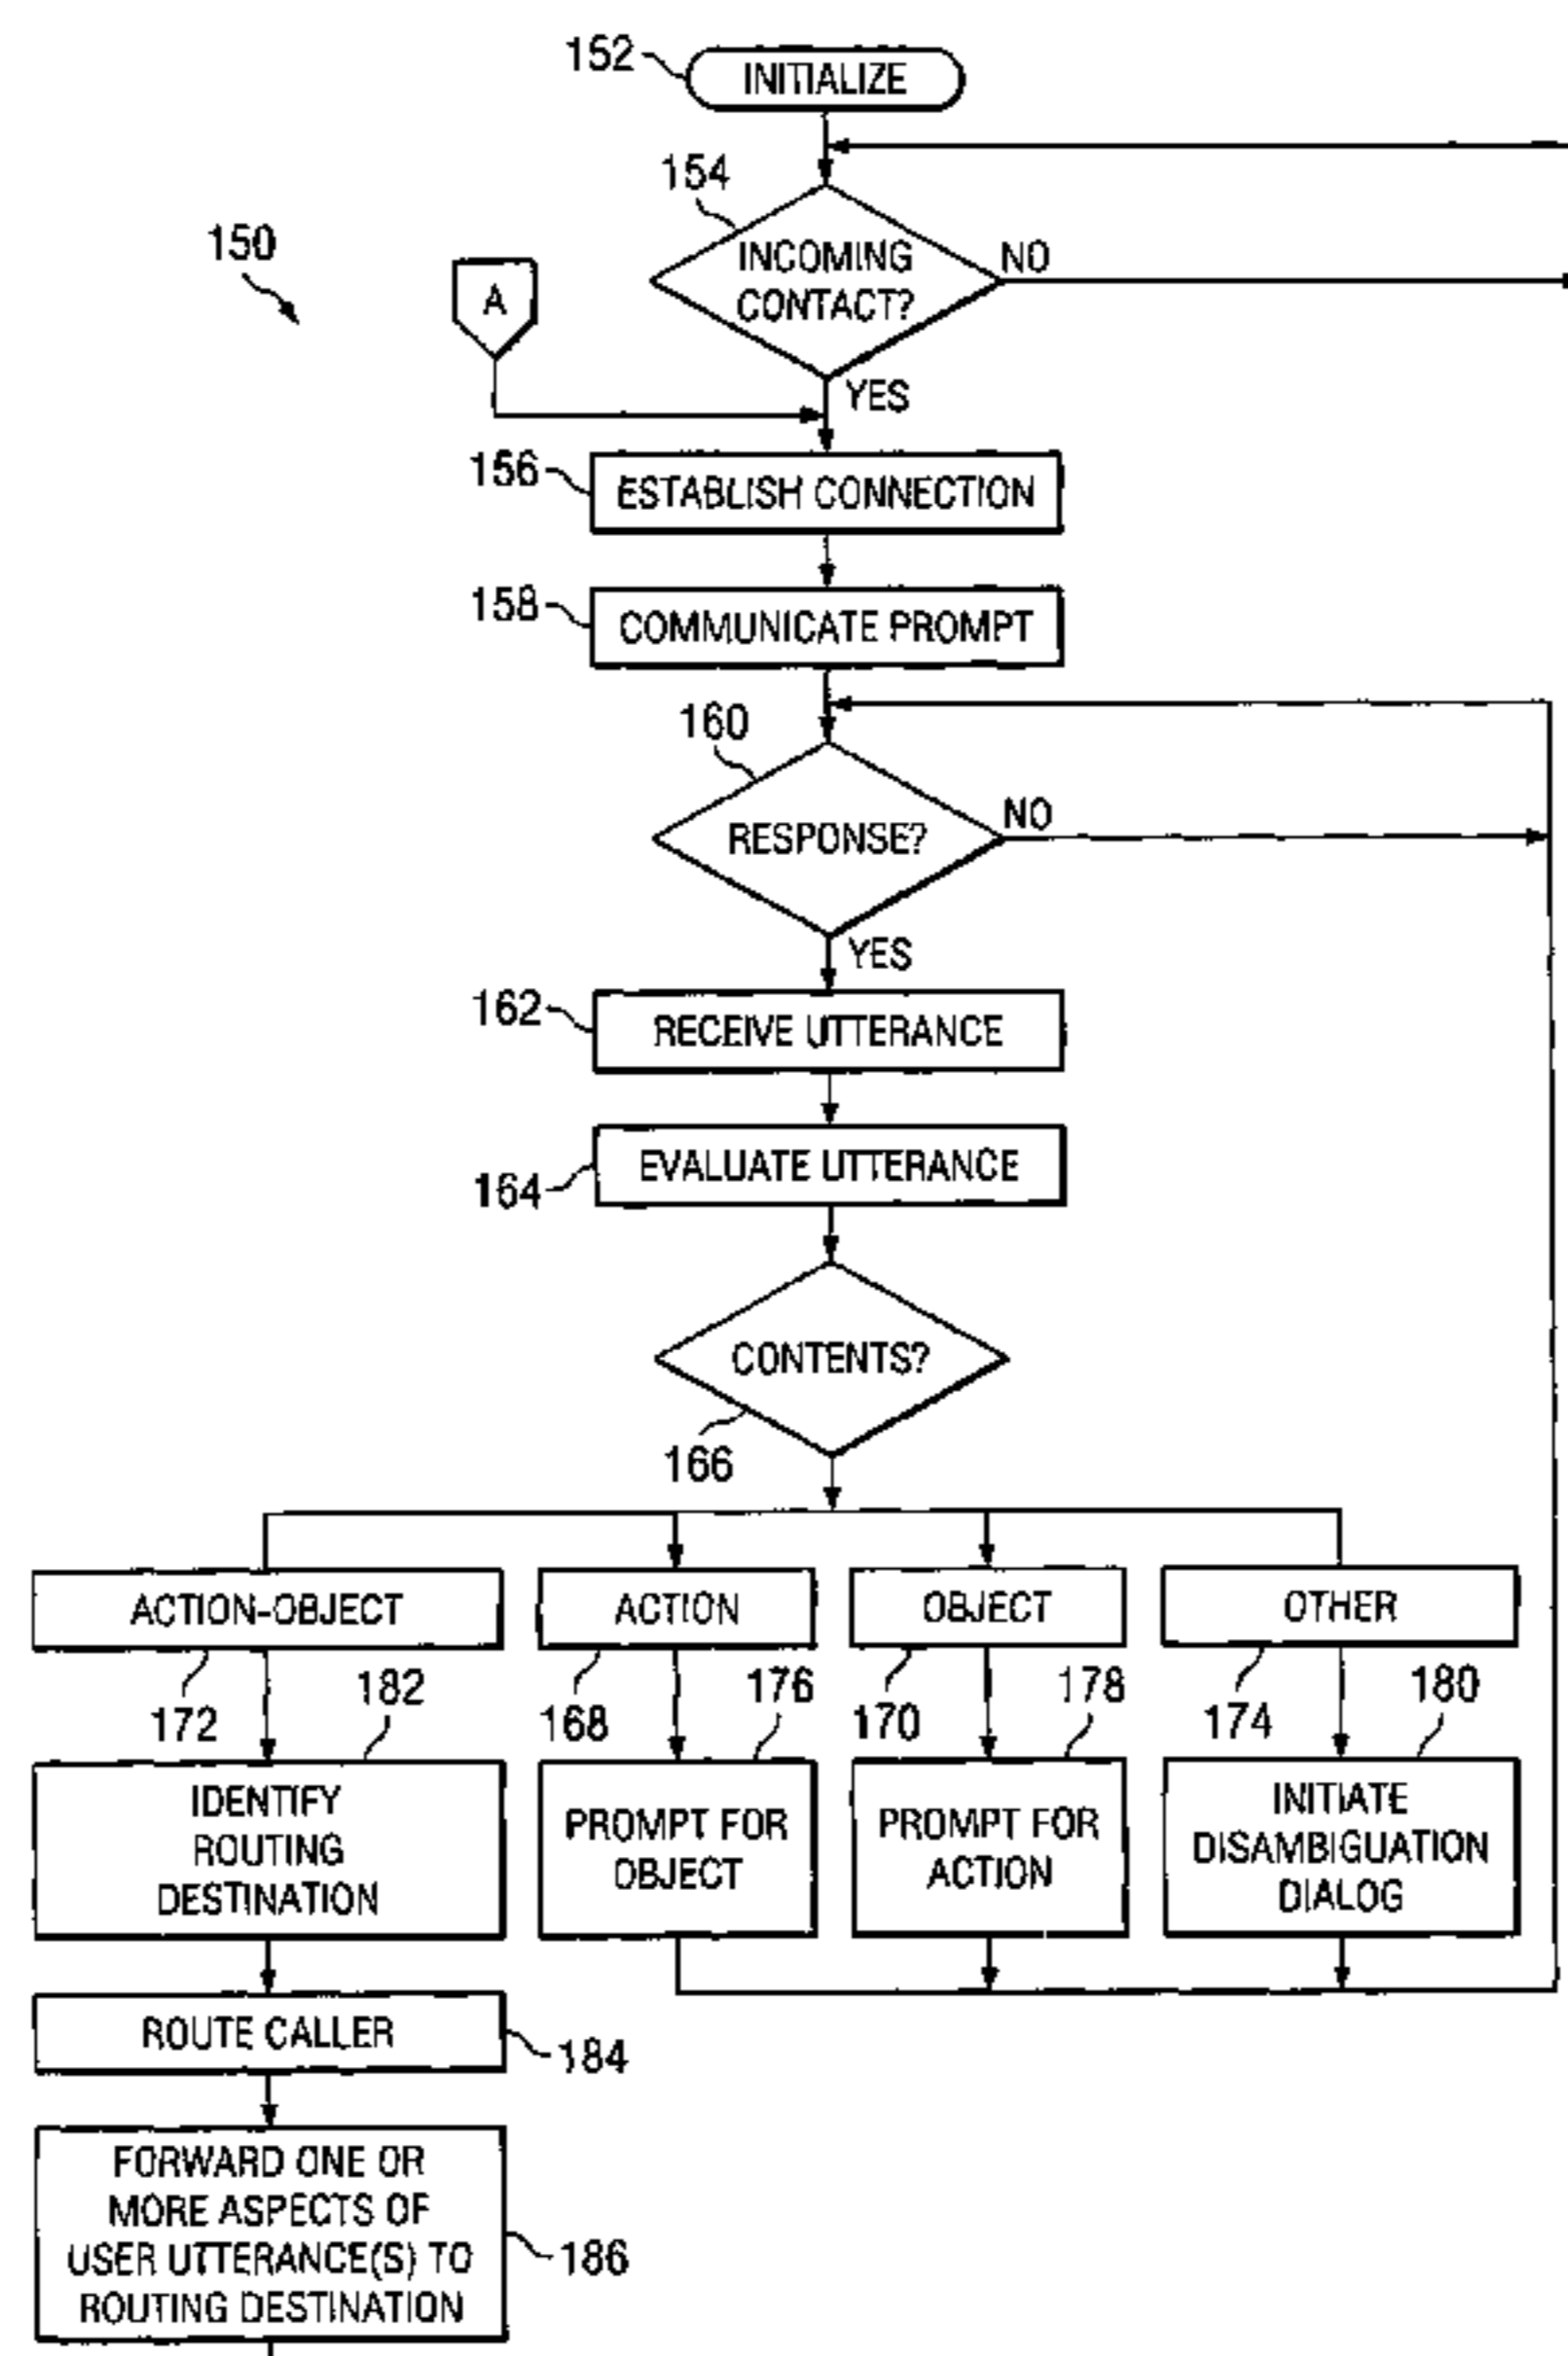 152
INITIALIZE
154
150
INCOMING
CONTACT?
NO
A
YES
156
ESTABLISH CONNECTION
158
COMMUNICATE PROMPT
160
RESPONSE?
NO
YES
162
RECEIVE UTTERANCE
164
EVALUATE UTTERANCE
CONTENTS?
166
ACTION-OBJECT
ACTION
OBJECT
OTHER
172
182
168
176
170
178
174
180
IDENTIFY
ROUTING
DESTINATION
PROMPT FOR
OBJECT
PROMPT FOR
ACTION
INITIATE
DISAMBIGUATION
DIALOG
ROUTE CALLER
184
FORWARD ONE OR
MORE ASPECTS OF
USER UTTERANCE(S) TO
ROUTING DESTINATION
186